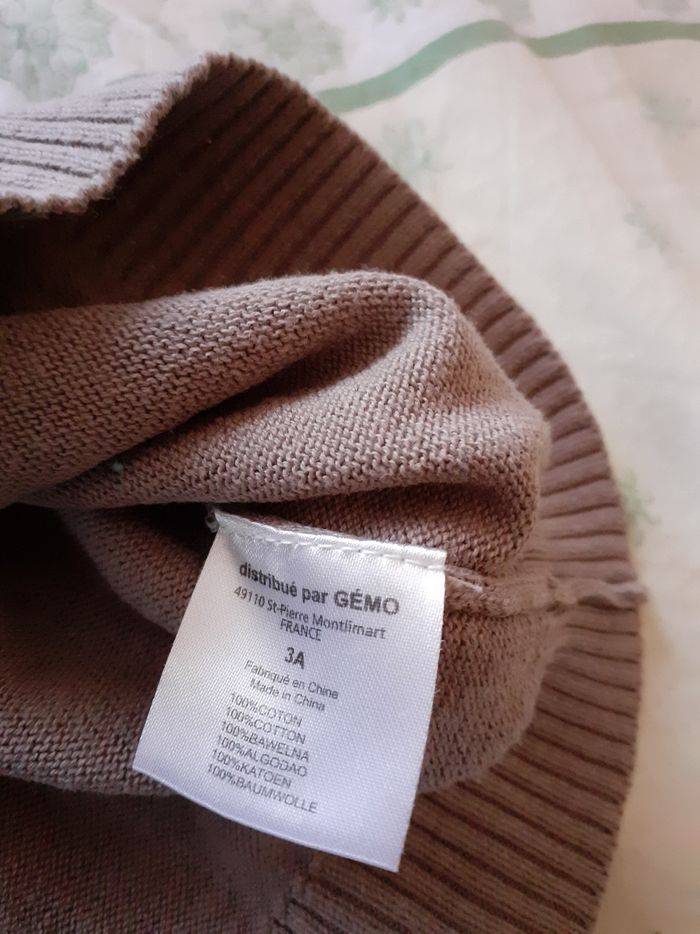 distribué par GÉMO
49110 St-Pierre Montlimart
FRANCE
3A
Fabriqué en Chine
Made in China
100%COTON
100%COTTON
100%BAWELNA
100%ALGODAO
100%KATOEN
100%BAUMWOLLE